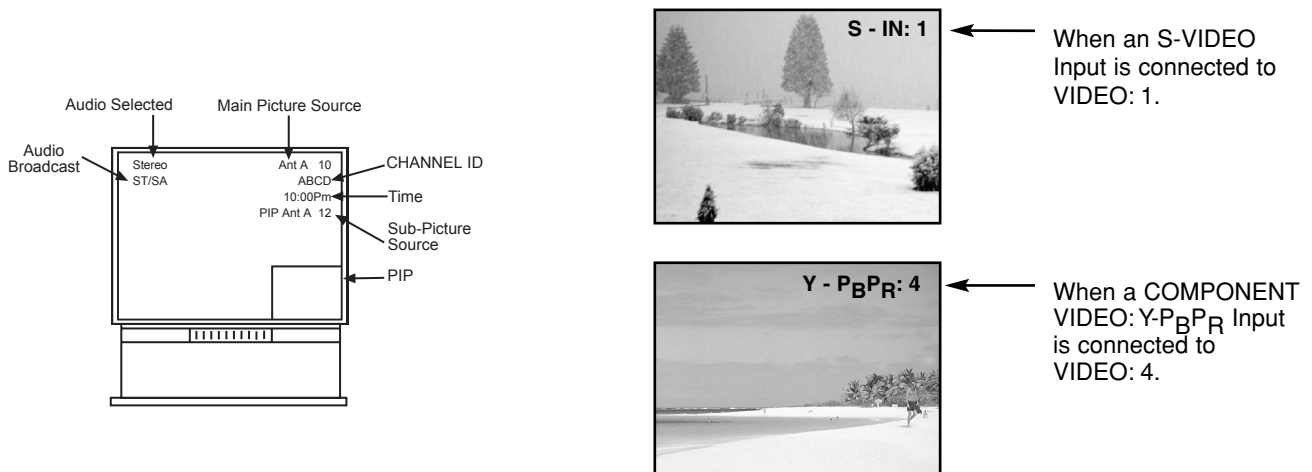 Audio Selected
Main Picture Source
Audio
Broadcast
Stereo
ST/SA
Ant A 10
ABCD
10:00Pm
PIP Ant A 12
CHANNEL ID
Time
Sub-Picture
Source
PIP
S - IN: 1
When an S-VIDEO
Input is connected to
VIDEO: 1.
Y - PBPR: 4
When a COMPONENT
VIDEO: Y-PBPR Input
is connected to
VIDEO: 4.